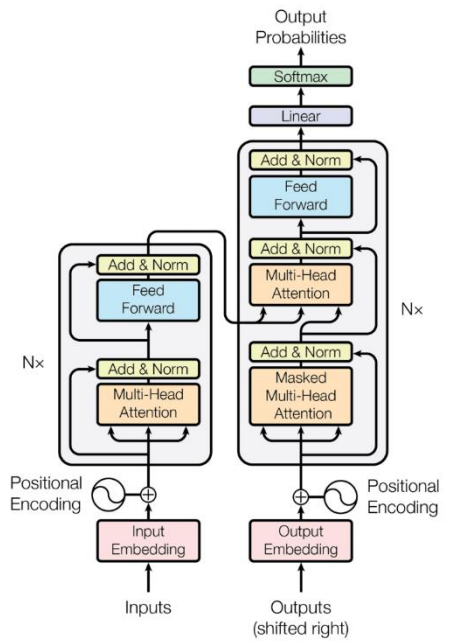 Output
Probabilities
Softmax
Linear
Add & Norm
Feed
Forward
Add & Norm
Multi-Head
Attention
Nx
Add & Norm
Masked
Multi-Head
Attention
Positional
Encoding
Output
Embedding
Outputs
(shifted right)
Add & Norm
Feed
Forward
Nx
Add & Norm
Multi-Head
Attention
Positional
Encoding
Input
Embedding
Inputs